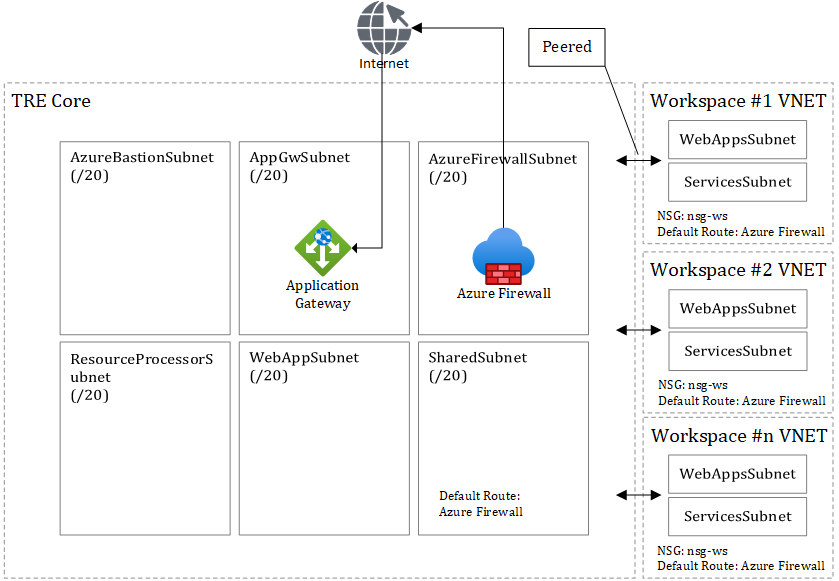 Internet
Peered
TRE Core
AzureBastionSubnet
(/20)
AppGwSubnet
(/20)
Application
Gateway
AzureFirewallSubnet
(/20)
Azure Firewall
ResourceProcessorS
ubnet
(/20)
WebAppSubnet
(/20)
SharedSubnet
(/20)
Default Route:
Azure Firewall
Workspace #1 VNET
WebAppsSubnet
ServicesSubnet
NSG: nsg-ws
Default Route: Azure Firewall
Workspace #2 VNET
WebAppsSubnet
ServicesSubnet
NSG: nsg-ws
Default Route: Azure Firewall
Workspace #n VNET
WebAppsSubnet
ServicesSubnet
NSG: nsg-ws
Default Route: Azure Firewall